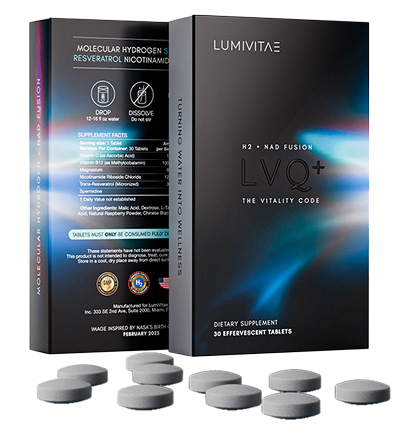 MOLECULAR HYDROGEN
RESVERATROL NICOTINAMID
DROP
12-16 fl oz water
DISSOLVE
Do not stir
SUPPLEMENT FACTS
Serving size: 1 Tablet
Servings Per Container: 30 Tablets
Vitamin C (as Ascorbic Acid)
Vitamin B12 (as Methylcobalamin)
Magnesium
Nicotinamide Riboside Chloride
Trans-Resveratrol (Micronized)
Spermidine
† Daily Value not established
Other Ingredients: Malic Acid, Dextrose, L-Ta
Acid, Natural Raspberry Powder, Chinese Blac
TABLETS MUST ONLY BE CONSUMED FULLY DI
These statements have not been evaluated
This product is not intended to diagnose, treat, cure,
Store in a cool, dry place away from direct sun
GMP
H2
Manufactured for LumiVitae
Inc. 333 SE 2nd Ave, Suite 2000, Miami, F
IMAGE INSPIRED BY NASA'S BIRTH
FEBRUARY 2025
MOLECULAR HYDROGEN + NAD FUSION
TURNING WATER INTO WELLNESS
LUMIVITAE
H2 + NAD FUSION
LVQ+
THE VITALITY CODE
DIETARY SUPPLEMENT
30 EFFERVESCENT TABLETS